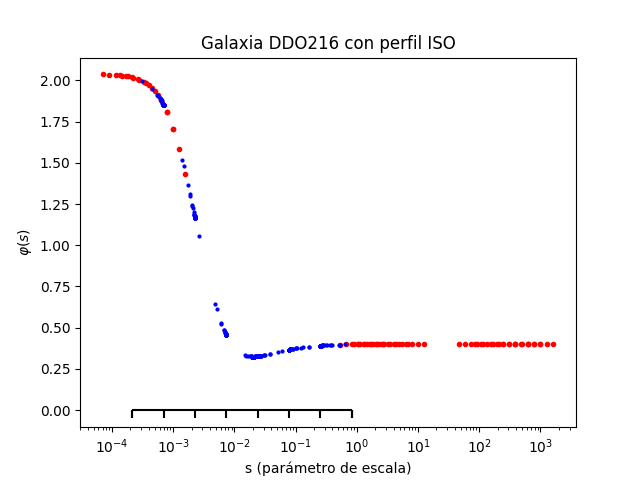 Galaxia DDO216 con perfil ISO
2.00
1.75
1.50
1.25
1.00
0.75
0.50
0.25
0.00
φ(s)
10⁻⁴ 10⁻³ 10⁻² 10⁻¹ 10⁰ 10¹ 10² 10³
s (parámetro de escala)